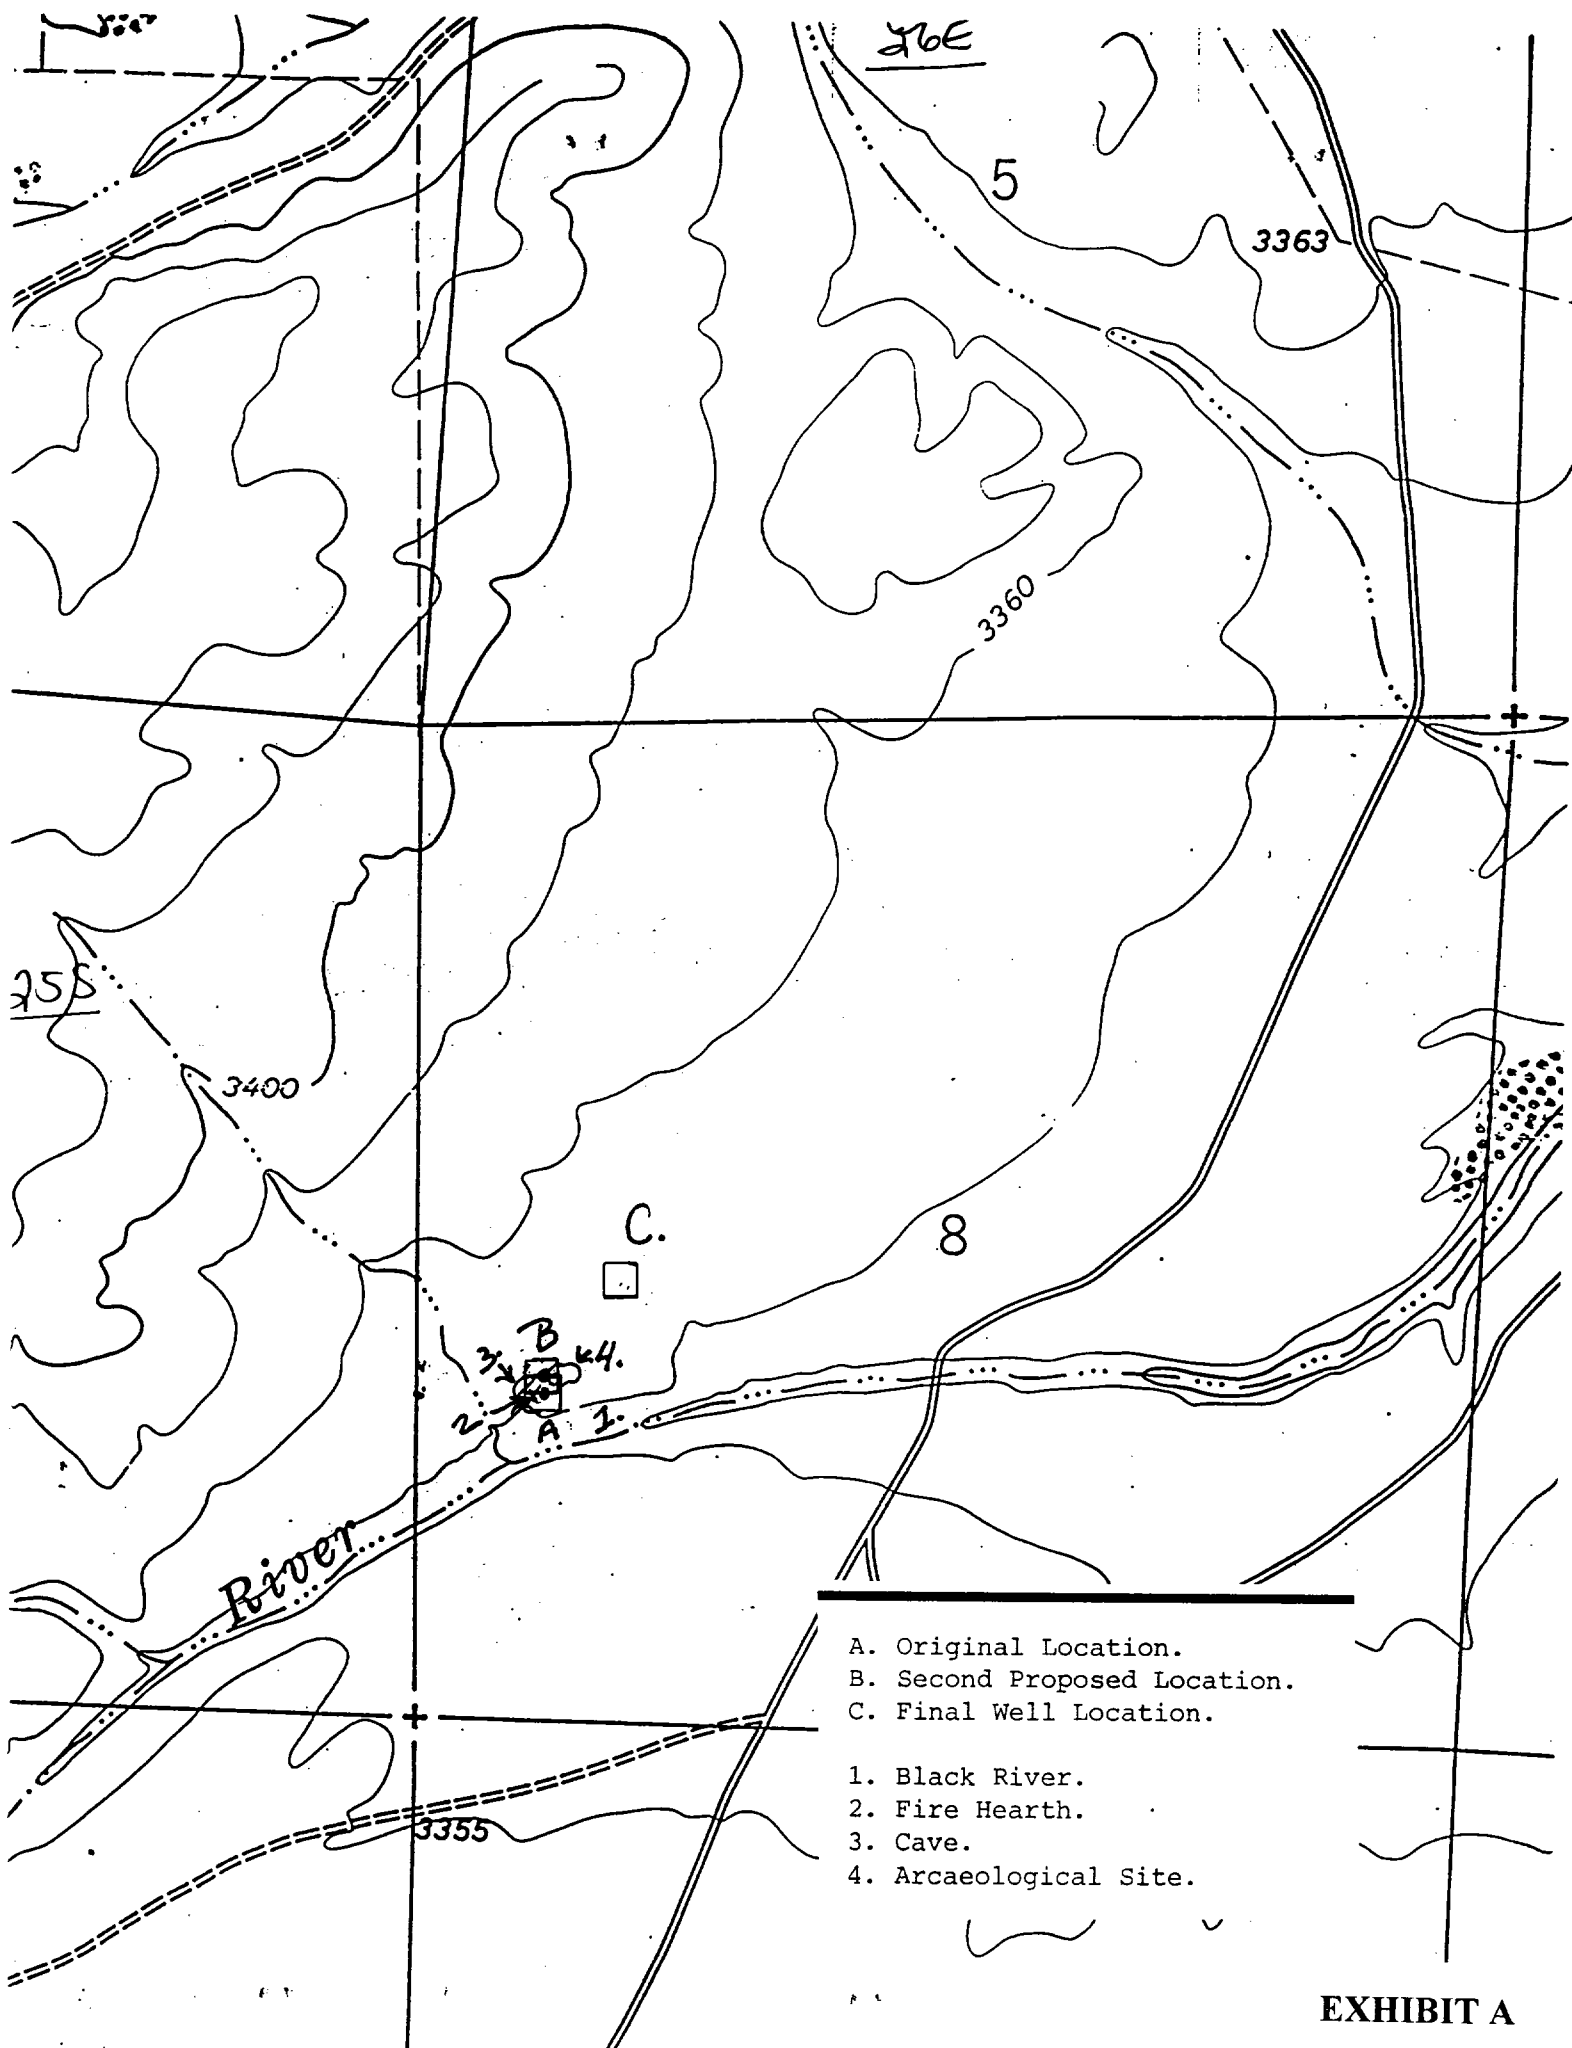 26E
5
3363
3360
25S
3400
C.
8
B
3.
4.
2
A
1.
River
A. Original Location.
B. Second Proposed Location.
C. Final Well Location.
1. Black River.
2. Fire Hearth.
3. Cave.
4. Arcaeological Site.
3355
EXHIBIT A